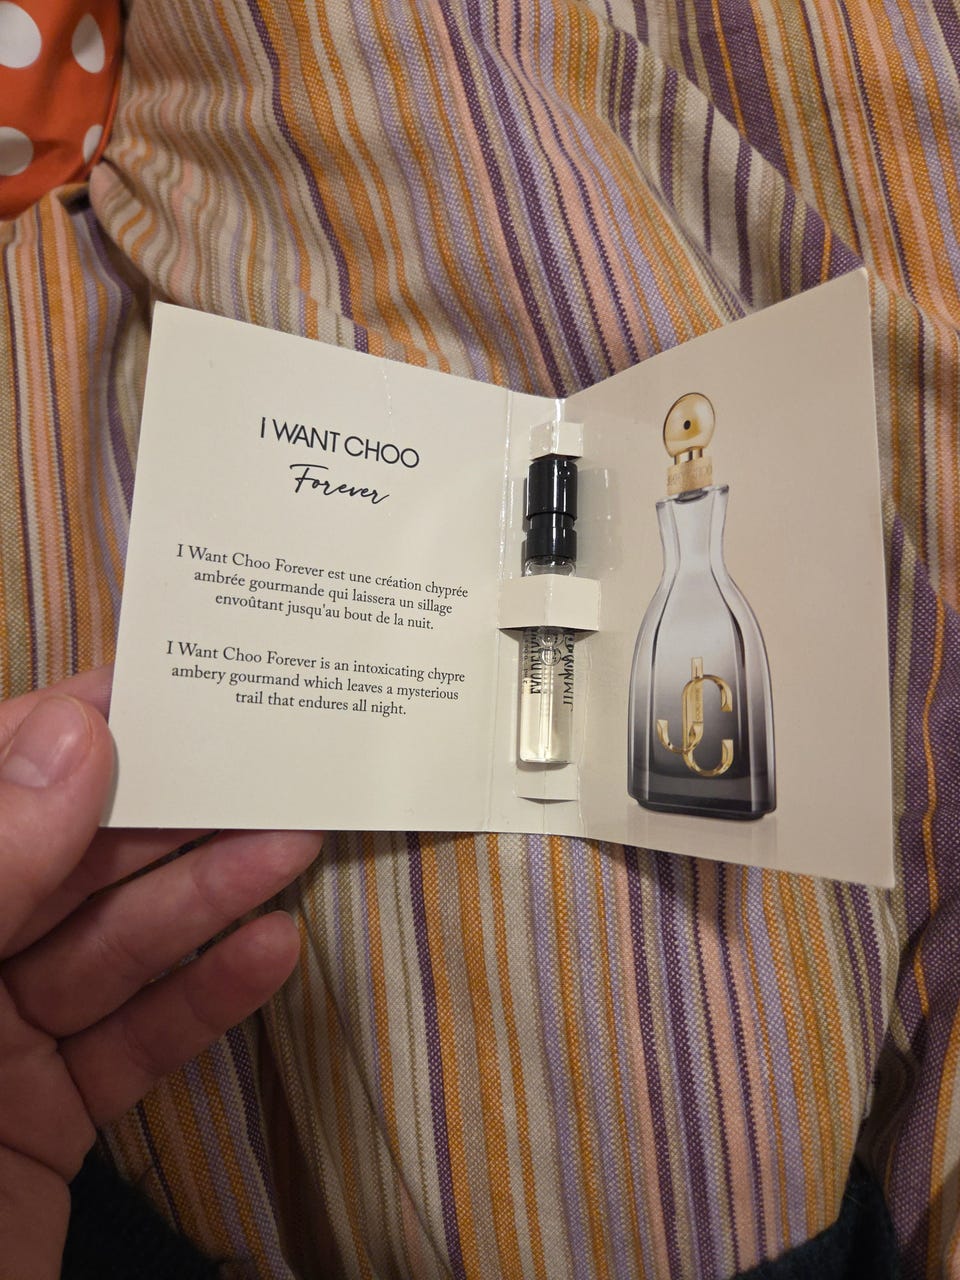 I WANT CHOO
Forever
I Want Choo Forever est une création chyprée
ambrée gourmande qui laissera un sillage
envoûtant jusqu'au bout de la nuit.
I Want Choo Forever is an intoxicating chypre
ambery gourmand which leaves a mysterious
trail that endures all night.
JC